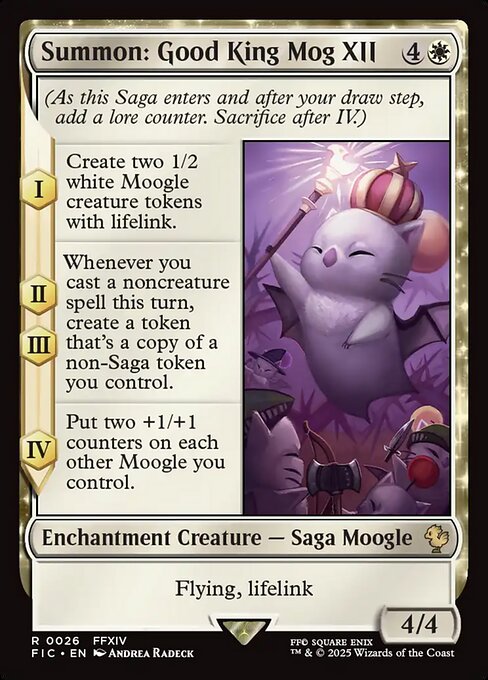 Summon: Good King Mog XII 4
(As this Saga enters and after your draw step,
add a lore counter. Sacrifice after IV.)
I
Create two 1/2
white Moogle
creature tokens
with lifelink.
II
III
Whenever you
cast a noncreature
spell this turn,
create a token
that's a copy of a
non-Saga token
you control.
IV
Put two +1/+1
counters on each
other Moogle you
control.
Enchantment Creature — Saga Moogle
Flying, lifelink
4/4
R 0026 FFXIV
FIC • EN ANDREA RADECK
FF© SQUARE ENIX
™ & © 2025 Wizards of the Coast